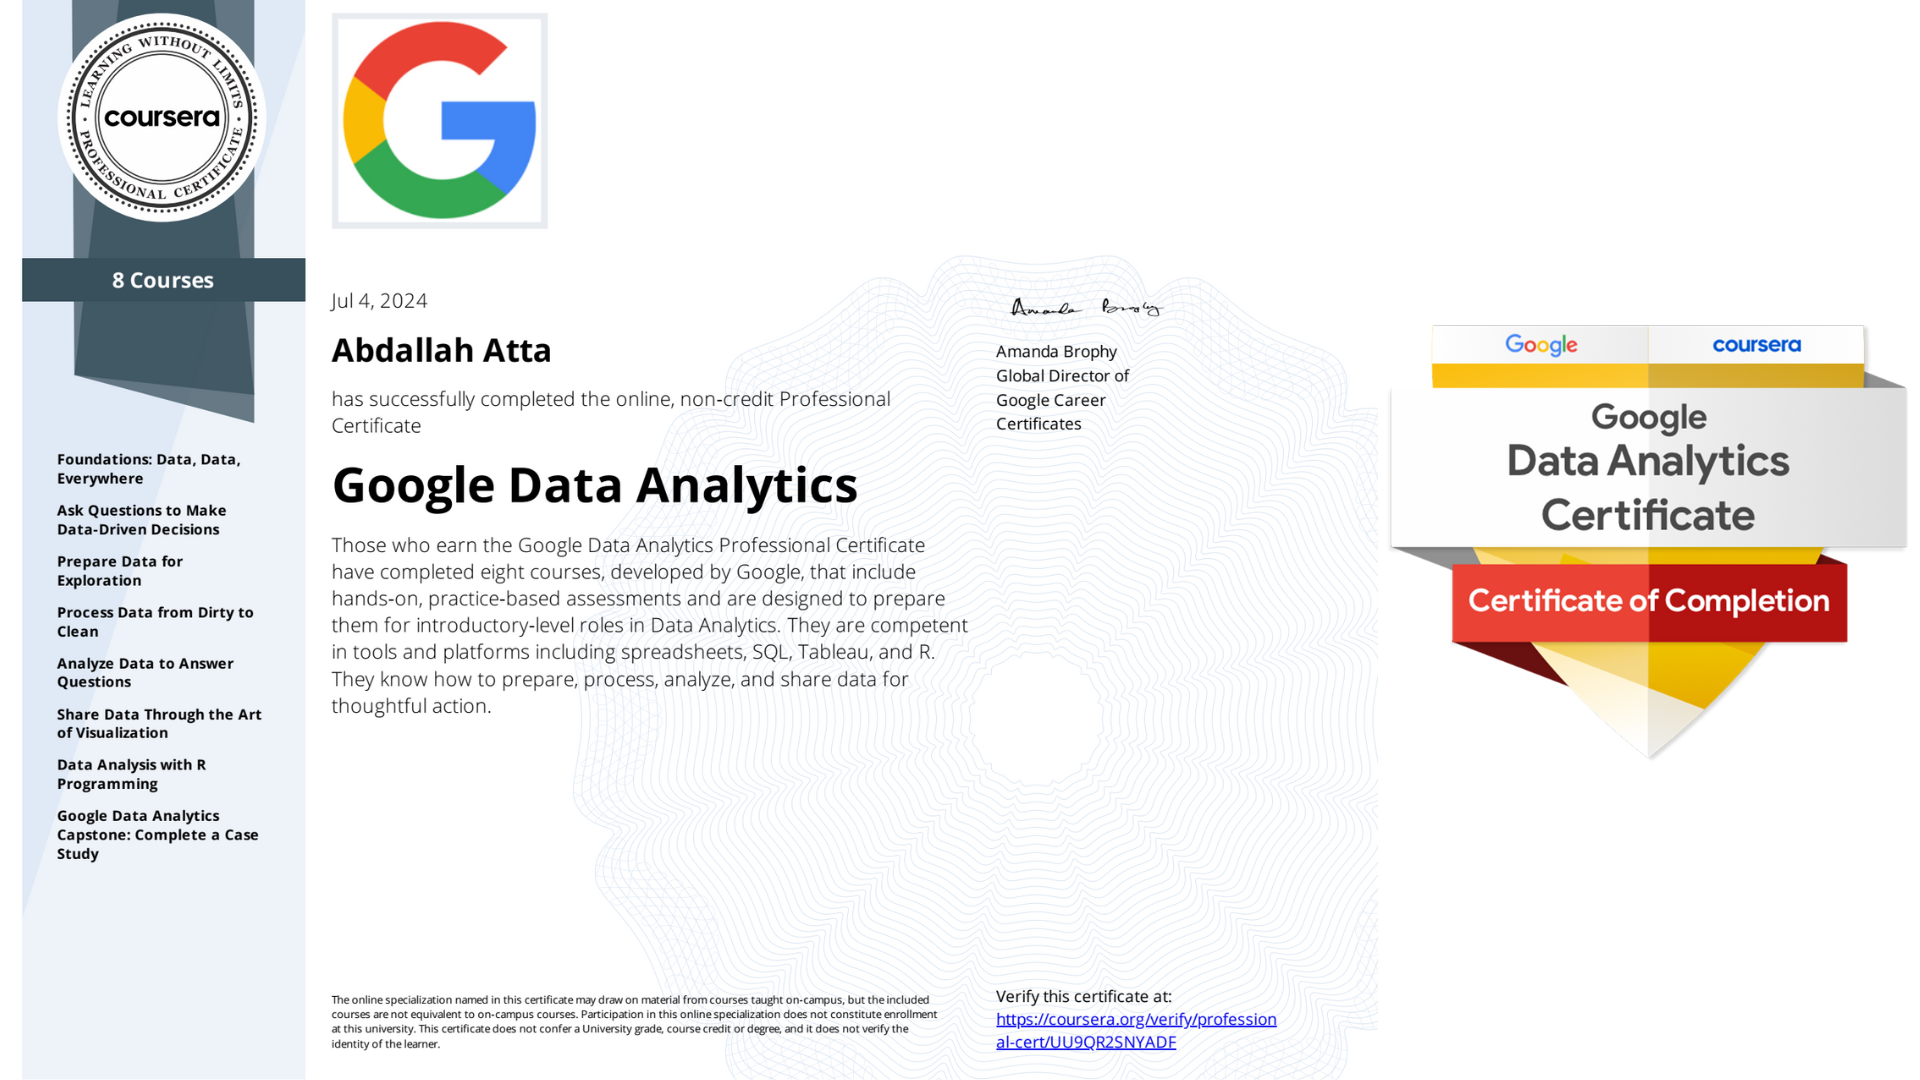 LEARNING WITHOUT LIMITS
coursera
PROFESSIONAL CERTIFICATE
8 Courses
Foundations: Data, Data,
Everywhere
Ask Questions to Make
Data-Driven Decisions
Prepare Data for
Exploration
Process Data from Dirty to
Clean
Analyze Data to Answer
Questions
Share Data Through the Art
of Visualization
Data Analysis with R
Programming
Google Data Analytics
Capstone: Complete a Case
Study
Jul 4, 2024
Abdallah Atta
has successfully completed the online, non-credit Professional
Certificate
Google Data Analytics
Those who earn the Google Data Analytics Professional Certificate
have completed eight courses, developed by Google, that include
hands-on, practice-based assessments and are designed to prepare
them for introductory-level roles in Data Analytics. They are competent
in tools and platforms including spreadsheets, SQL, Tableau, and R.
They know how to prepare, process, analyze, and share data for
thoughtful action.
The online specialization named in this certificate may draw on material from courses taught on-campus, but the included
courses are not equivalent to on-campus courses. Participation in this online specialization does not constitute enrollment
at this university. This certificate does not confer a University grade, course credit or degree, and it does not verify the
identity of the learner.
Amanda Brophy
Amanda Brophy
Global Director of
Google Career
Certificates
Verify this certificate at:
https://coursera.org/verify/profession
al-cert/UU9QR2SNYADF
Google
coursera
Google
Data Analytics
Certificate
Certificate of Completion